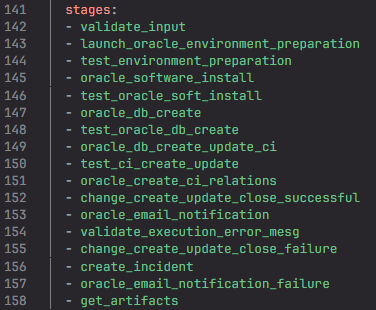 141 stages:
142 - validate_input
143 - launch_oracle_environment_preparation
144 - test_environment_preparation
145 - oracle_software_install
146 - test_oracle_soft_install
147 - oracle_db_create
148 - test_oracle_db_create
149 - oracle_db_create_update_ci
150 - test_ci_create_update
151 - oracle_create_ci_relations
152 - change_create_update_close_successful
153 - oracle_email_notification
154 - validate_execution_error_mesg
155 - change_create_update_close_failure
156 - create_incident
157 - oracle_email_notification_failure
158 - get_artifacts